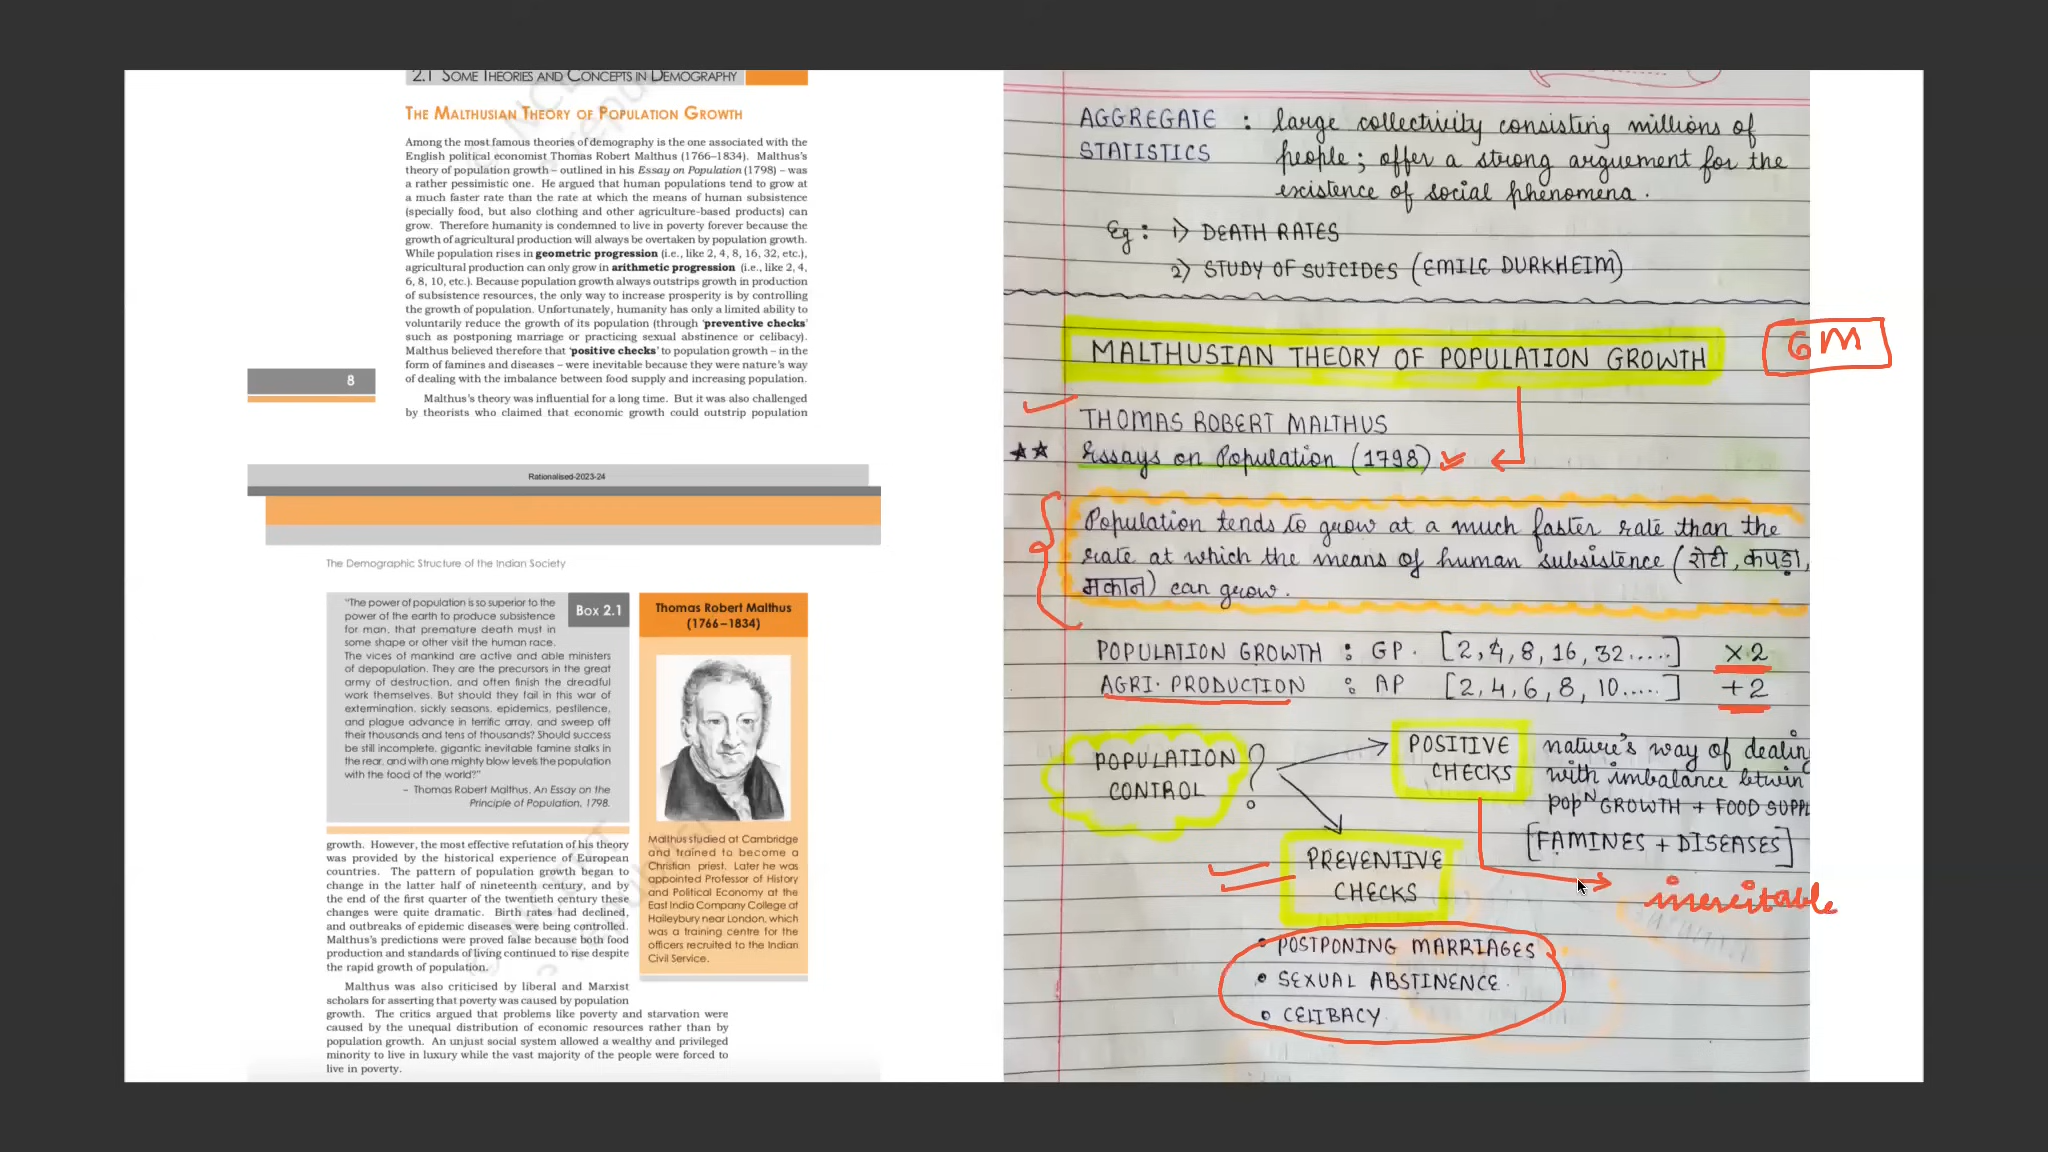 2.1 SOME THEORIES AND CONCEPTS IN DEMOGRAPHY
THE MALTHUSIAN THEORY OF POPULATION GROWTH
Among the most famous theories of demography is the one associated with the
English political economist Thomas Robert Malthus (1766–1834). Malthus's
theory of population growth – outlined in his Essay on Population (1798) – was
a rather pessimistic one. He argued that human populations tend to grow at
a much faster rate than the rate at which the means of human subsistence
(specially food, but also clothing and other agriculture-based products) can
grow. Therefore humanity is condemned to live in poverty forever because the
growth of agricultural production will always be overtaken by population growth.
While population rises in geometric progression (i.e., like 2, 4, 8, 16, 32, etc.),
agricultural production can only grow in arithmetic progression (i.e., like 2, 4,
6, 8, 10, etc.). Because population growth always outstrips growth in production
of subsistence resources, the only way to increase prosperity is by controlling
the growth of population. Unfortunately, humanity has only a limited ability to
voluntarily reduce the growth of its population (through 'preventive checks'
such as postponing marriage or practicing sexual abstinence or celibacy).
Malthus believed therefore that 'positive checks' to population growth – in the
form of famines and diseases – were inevitable because they were nature's way
of dealing with the imbalance between food supply and increasing population.
8
Malthus's theory was influential for a long time. But it was also challenged
by theorists who claimed that economic growth could outstrip population
Rationalised-2023-24
The Demographic Structure of the Indian Society
"The power of population is so superior to the
power of the earth to produce subsistence
for man, that premature death must in
some shape or other visit the human race.
The vices of mankind are active and able ministers
of depopulation. They are the precursors in the great
army of destruction, and often finish the dreadful
work themselves. But should they fail in this war of
extermination, sickly seasons, epidemics, pestilence,
and plague advance in terrific array, and sweep off
their thousands and tens of thousands? Should success
be still incomplete, gigantic inevitable famine stalks in
the rear, and with one mighty blow levels the population
with the food of the world?"
– Thomas Robert Malthus, An Essay on the
Principle of Population, 1798.
Box 2.1
Thomas Robert Malthus
(1766–1834)
Malthus studied at Cambridge
and trained to become a
Christian priest. Later he was
appointed Professor of History
and Political Economy at the
East India Company College at
Haileybury near London, which
was a training centre for the
officers recruited to the Indian
Civil Service.
growth. However, the most effective refutation of his theory
was provided by the historical experience of European
countries. The pattern of population growth began to
change in the latter half of nineteenth century, and by
the end of the first quarter of the twentieth century these
changes were quite dramatic. Birth rates had declined,
and outbreaks of epidemic diseases were being controlled.
Malthus's predictions were proved false because both food
production and standards of living continued to rise despite
the rapid growth of population.
Malthus was also criticised by liberal and Marxist
scholars for asserting that poverty was caused by population
growth. The critics argued that problems like poverty and starvation were
caused by the unequal distribution of economic resources rather than by
population growth. An unjust social system allowed a wealthy and privileged
minority to live in luxury while the vast majority of the people were forced to
live in poverty.
AGGREGATE : large collectivity consisting millions of
STATISTICS people; offer a strong arguement for the
existence of social phenomena.
Eg : 1) DEATH RATES
2) STUDY OF SUICIDES (EMILE DURKHEIM)
MALTHUSIAN THEORY OF POPULATION GROWTH
6M
THOMAS ROBERT MALTHUS
★★ Essays on Population (1798)
Population tends to grow at a much faster rate than the
rate at which the means of human subsistence (रोटी, कपड़ा,
मकान) can grow.
POPULATION GROWTH : GP. [2, 4, 8, 16, 32.....] ×2
AGRI. PRODUCTION : AP [2, 4, 6, 8, 10.....] +2
POPULATION
CONTROL ?
POSITIVE
CHECKS
nature's way of dealing
with imbalance betwin
popN GROWTH + FOOD SUPPL
[FAMINES + DISEASES]
inevitable
PREVENTIVE
CHECKS
• POSTPONING MARRIAGES
• SEXUAL ABSTINENCE.
• CELIBACY.